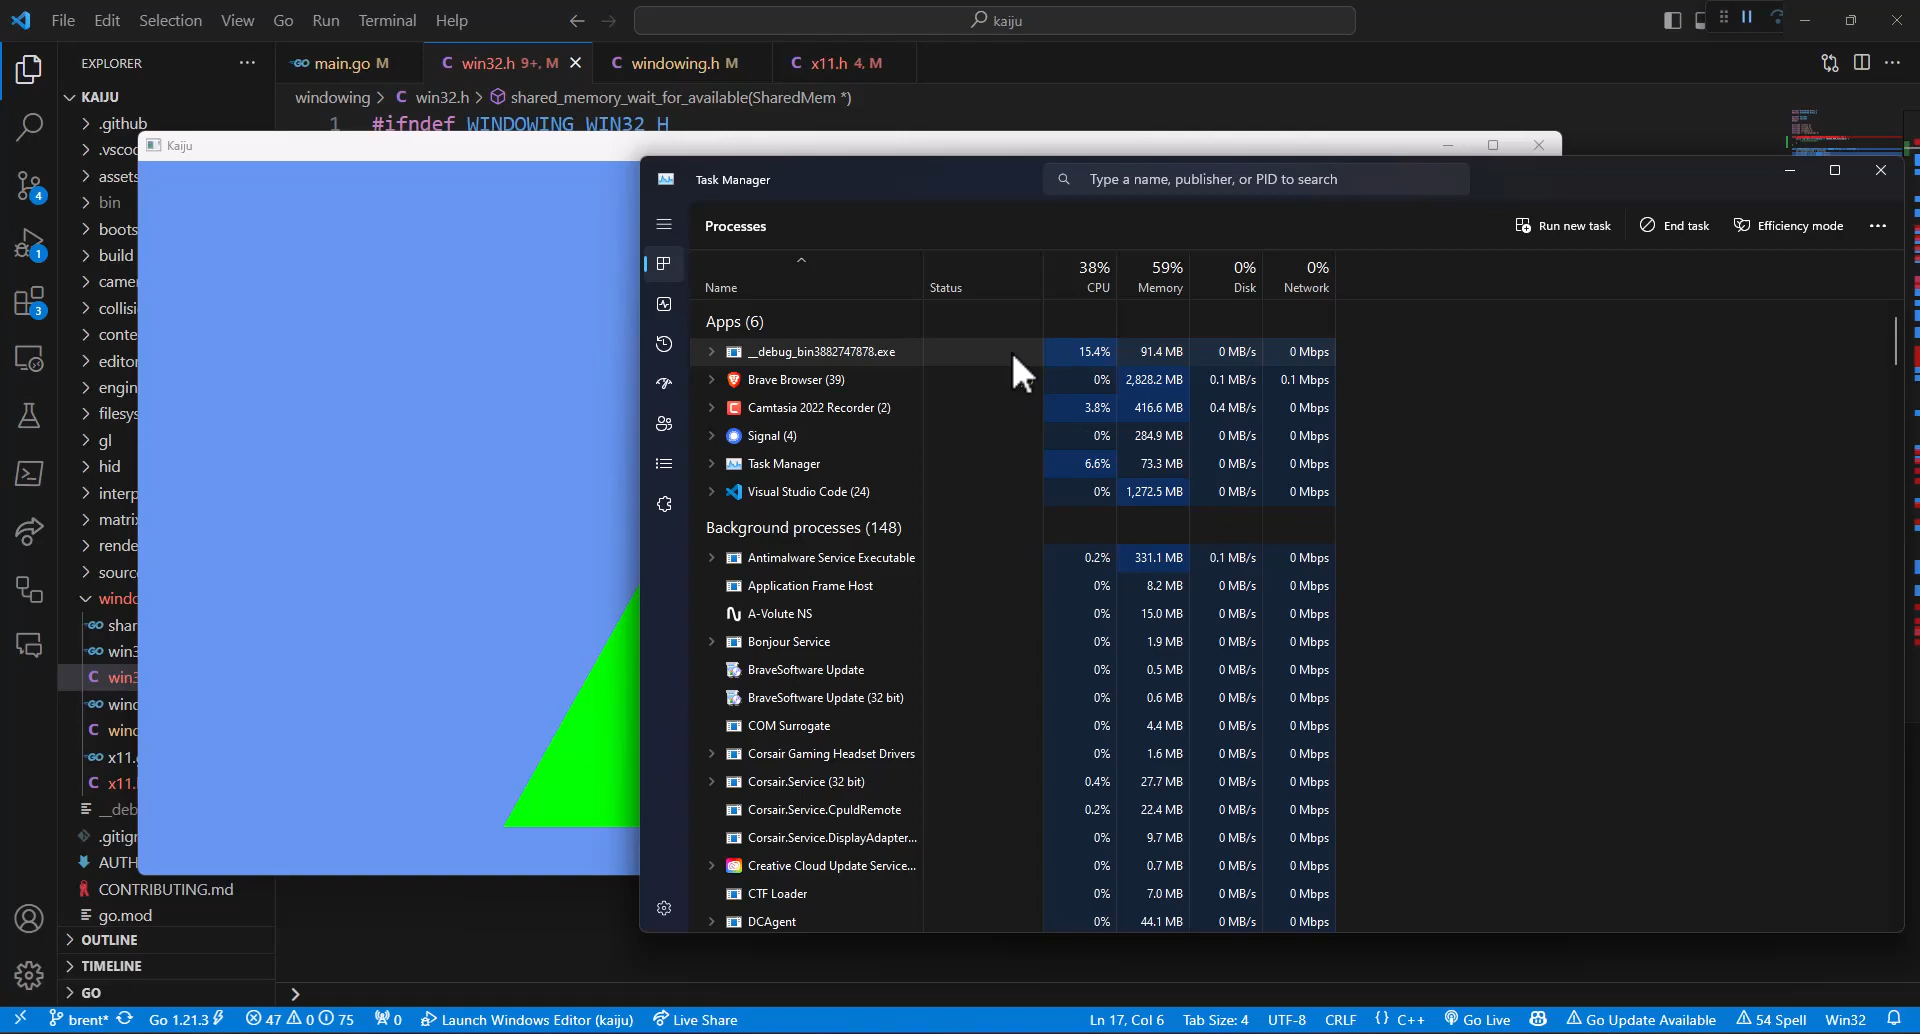 File Edit Selection View Go Run Terminal Help
kaiju
EXPLORER
main.go M
C win32.h 9+, M
C windowing.h M
C x11.h 4, M
KAIJU
windowing > C win32.h > shared_memory_wait_for_available(SharedMem *)
1 #ifndef WINDOWING_WIN32_H
.github
.vscod
assets
bin
boots
build
camer
collisi
conte
editor
engin
filesys
gl
hid
interp
matrix
rende
sourc
windo
shar
win3
C win3
wind
C wind
x11.
C x11.
__deb
.gitigr
AUTH
CONTRIBUTING.md
go.mod
OUTLINE
TIMELINE
GO
4
1
3
Kaiju
Task Manager
Type a name, publisher, or PID to search
Processes
Run new task
End task
Efficiency mode
38% 59% 0% 0%
Name Status CPU Memory Disk Network
Apps (6)
__debug_bin3882747878.exe 15.4% 91.4 MB 0 MB/s 0 Mbps
Brave Browser (39) 0% 2,828.2 MB 0.1 MB/s 0.1 Mbps
Camtasia 2022 Recorder (2) 3.8% 416.6 MB 0.4 MB/s 0 Mbps
Signal (4) 0% 284.9 MB 0 MB/s 0 Mbps
Task Manager 6.6% 73.3 MB 0 MB/s 0 Mbps
Visual Studio Code (24) 0% 1,272.5 MB 0 MB/s 0 Mbps
Background processes (148)
Antimalware Service Executable 0.2% 331.1 MB 0.1 MB/s 0 Mbps
Application Frame Host 0% 8.2 MB 0 MB/s 0 Mbps
A-Volute NS 0% 15.0 MB 0 MB/s 0 Mbps
Bonjour Service 0% 1.9 MB 0 MB/s 0 Mbps
BraveSoftware Update 0% 0.5 MB 0 MB/s 0 Mbps
BraveSoftware Update (32 bit) 0% 0.6 MB 0 MB/s 0 Mbps
COM Surrogate 0% 4.4 MB 0 MB/s 0 Mbps
Corsair Gaming Headset Drivers 0% 1.6 MB 0 MB/s 0 Mbps
Corsair.Service (32 bit) 0.4% 27.7 MB 0 MB/s 0 Mbps
Corsair.Service.CpuIdRemote 0.2% 22.4 MB 0 MB/s 0 Mbps
Corsair.Service.DisplayAdapter... 0% 9.7 MB 0 MB/s 0 Mbps
Creative Cloud Update Service... 0% 0.7 MB 0 MB/s 0 Mbps
CTF Loader 0% 7.0 MB 0 MB/s 0 Mbps
DCAgent 0% 44.1 MB 0 MB/s 0 Mbps
brent* Go 1.21.3 47 0 75 0 Launch Windows Editor (kaiju) Live Share Ln 17, Col 6 Tab Size: 4 UTF-8 CRLF {} C++ Go Live Go Update Available 54 Spell Win32